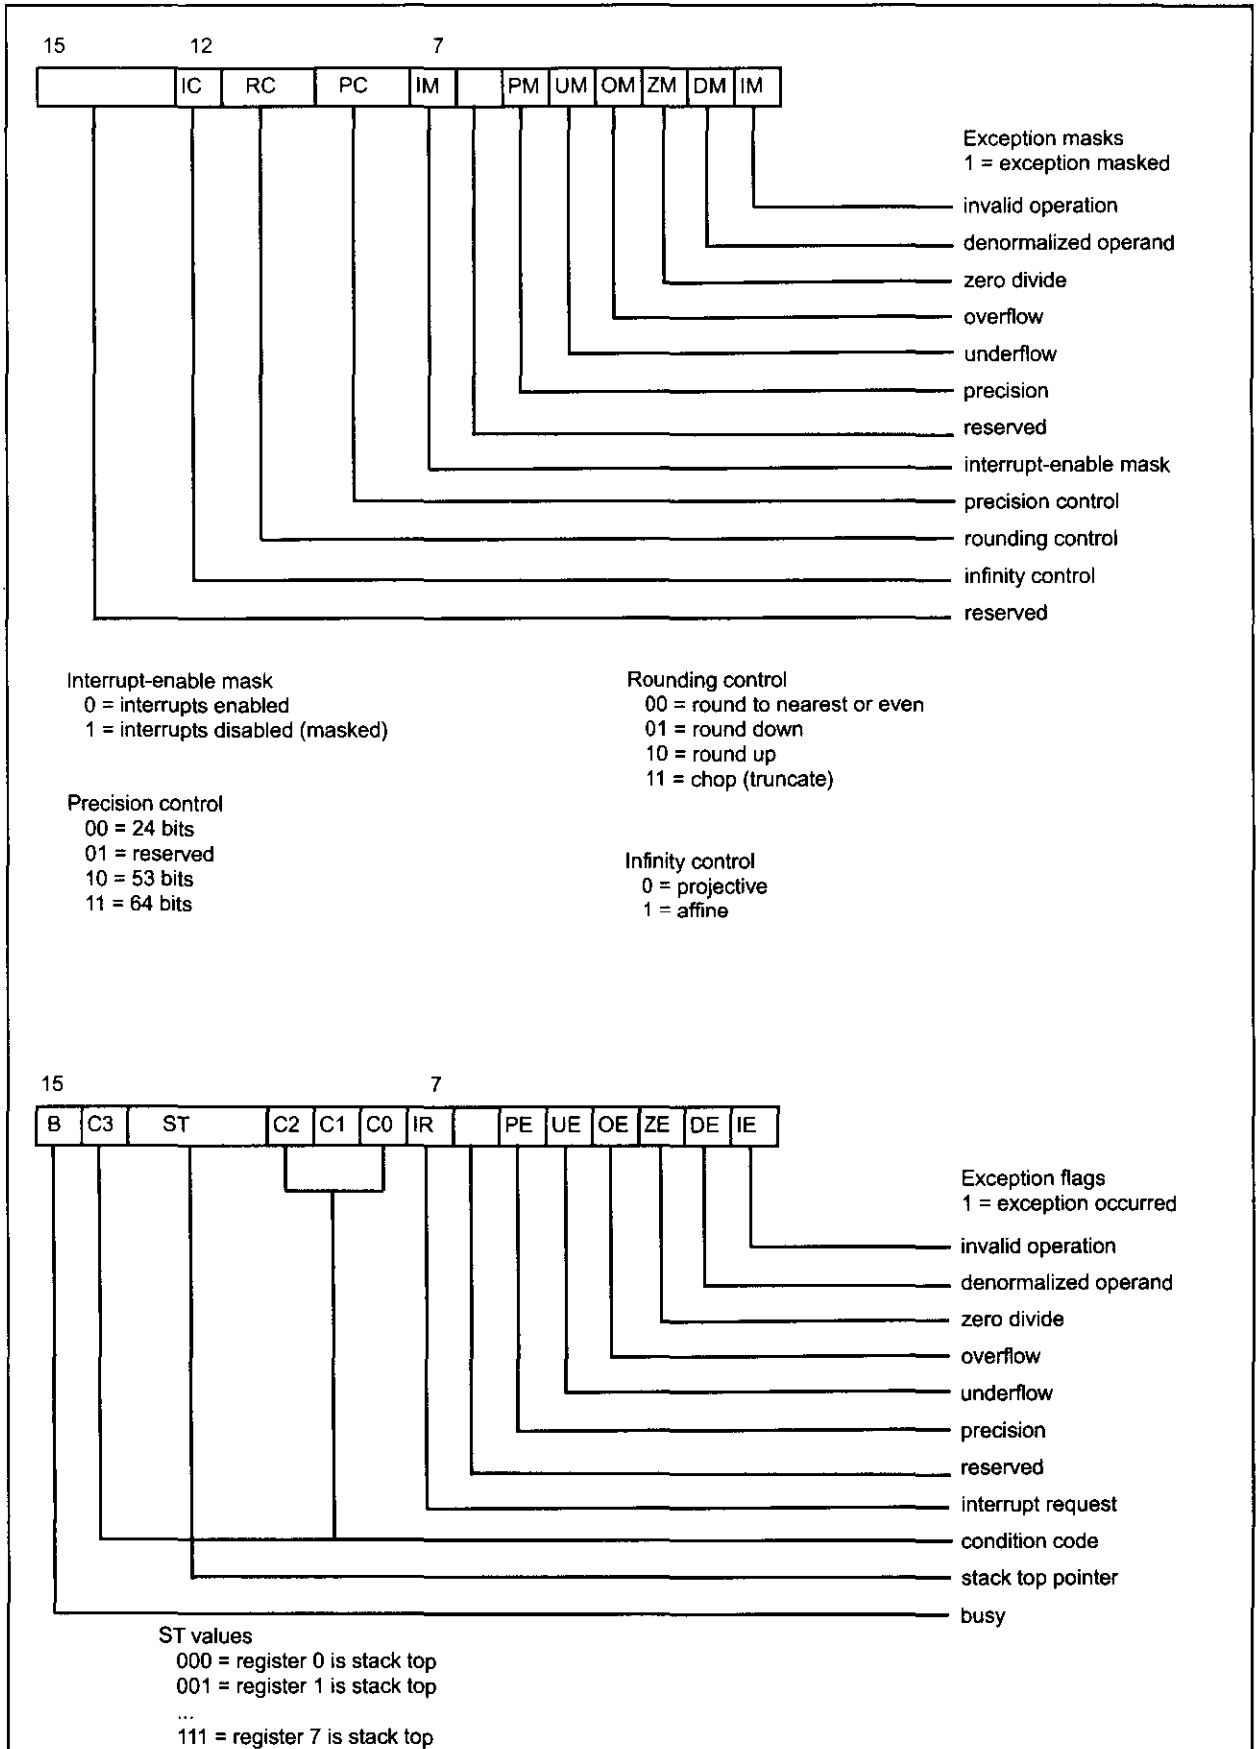 15 12 7
IC RC PC IM PM UM OM ZM DM IM
Exception masks
1 = exception masked
invalid operation
denormalized operand
zero divide
overflow
underflow
precision
reserved
interrupt-enable mask
precision control
rounding control
infinity control
reserved
Interrupt-enable mask
0 = interrupts enabled
1 = interrupts disabled (masked)
Rounding control
00 = round to nearest or even
01 = round down
10 = round up
11 = chop (truncate)
Precision control
00 = 24 bits
01 = reserved
10 = 53 bits
11 = 64 bits
Infinity control
0 = projective
1 = affine
15 7
B C3 ST C2 C1 C0 IR PE UE OE ZE DE IE
Exception flags
1 = exception occurred
invalid operation
denormalized operand
zero divide
overflow
underflow
precision
reserved
interrupt request
condition code
stack top pointer
busy
ST values
000 = register 0 is stack top
001 = register 1 is stack top
...
111 = register 7 is stack top